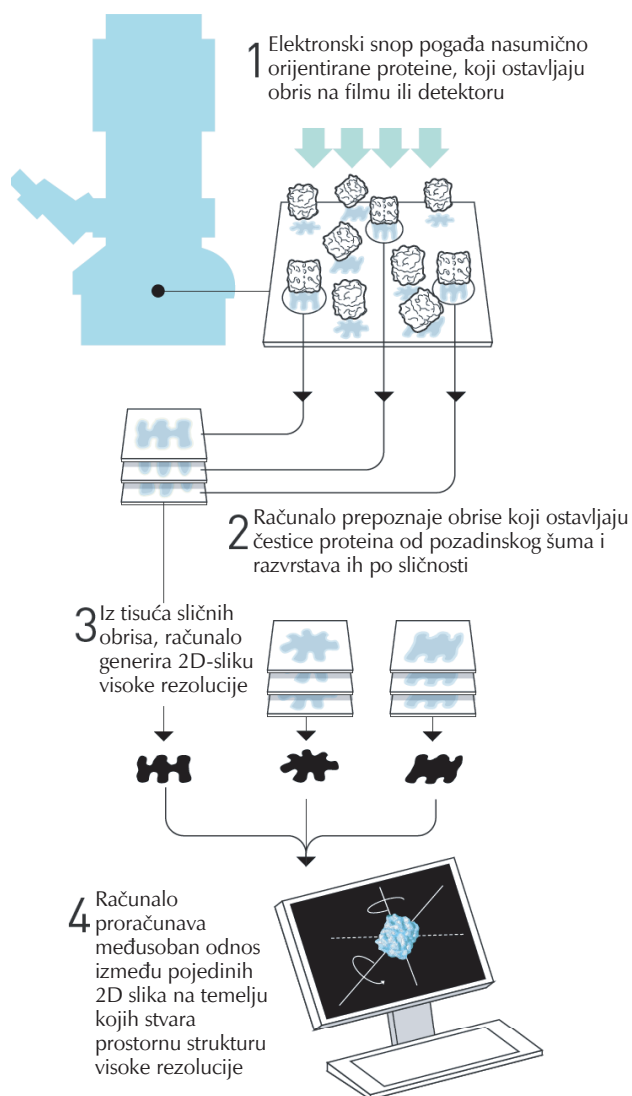 1 Elektronski snop pogađa nasumično
orijentirane proteine, koji ostavljaju
obris na filmu ili detektoru
2 Računalo prepoznaje obrise koji ostavljaju
čestice proteina od pozadinskog šuma i
razvrstava ih po sličnosti
3 Iz tisuća sličnih
obrisa, računalo
generira 2D-sliku
visoke rezolucije
4 Računalo
proračunava
međusoban odnos
između pojedinih
2D slika na temelju
kojih stvara
prostornu strukturu
visoke rezolucije